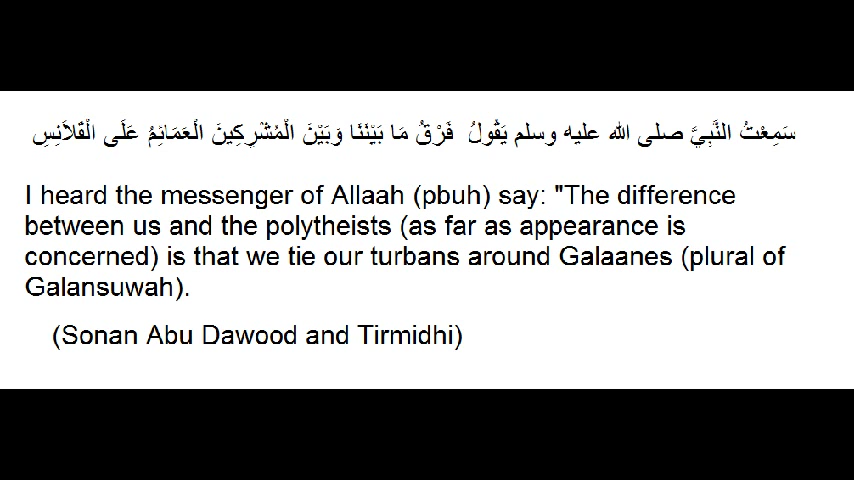 سَمِعْتُ النَّبِيَّ صلى الله عليه وسلم يَقُولُ فَرْقُ مَا بَيْنَنَا وَبَيْنَ الْمُشْرِكِينَ الْعَمَائِمُ عَلَى الْقَلاَنِسِ
I heard the messenger of Allaah (pbuh) say: "The difference
between us and the polytheists (as far as appearance is
concerned) is that we tie our turbans around Galaanes (plural of
Galansuwah).
(Sonan Abu Dawood and Tirmidhi)